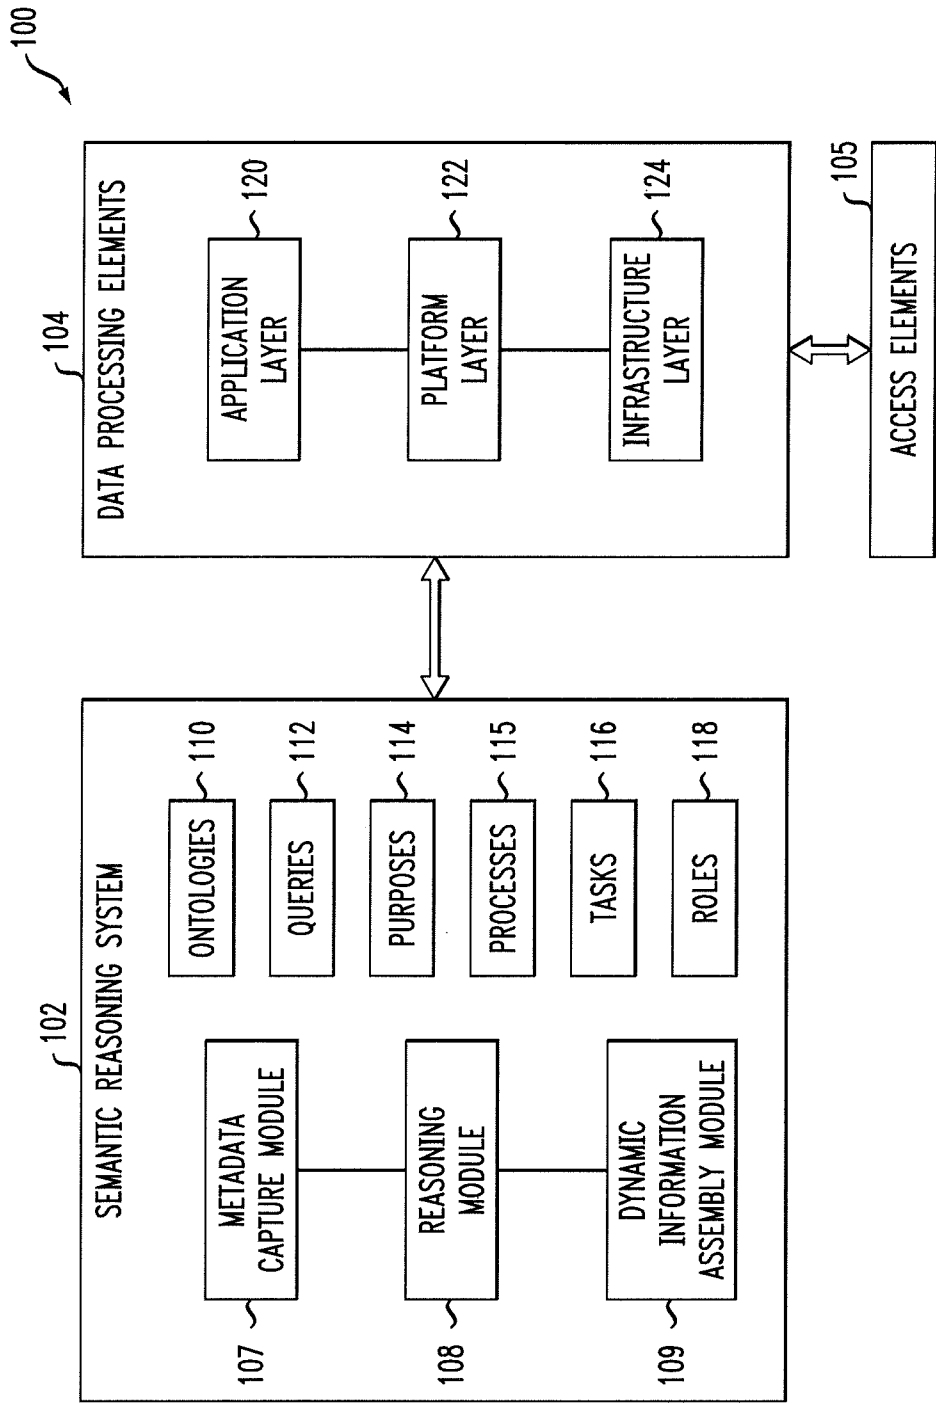 100
102
SEMANTIC REASONING SYSTEM
107
METADATA
CAPTURE MODULE
108
REASONING
MODULE
109
DYNAMIC
INFORMATION
ASSEMBLY MODULE
ONTOLOGIES
110
QUERIES
112
PURPOSES
114
PROCESSES
115
TASKS
116
ROLES
118
104
DATA PROCESSING ELEMENTS
APPLICATION
LAYER
120
PLATFORM
LAYER
122
INFRASTRUCTURE
LAYER
124
105
ACCESS ELEMENTS